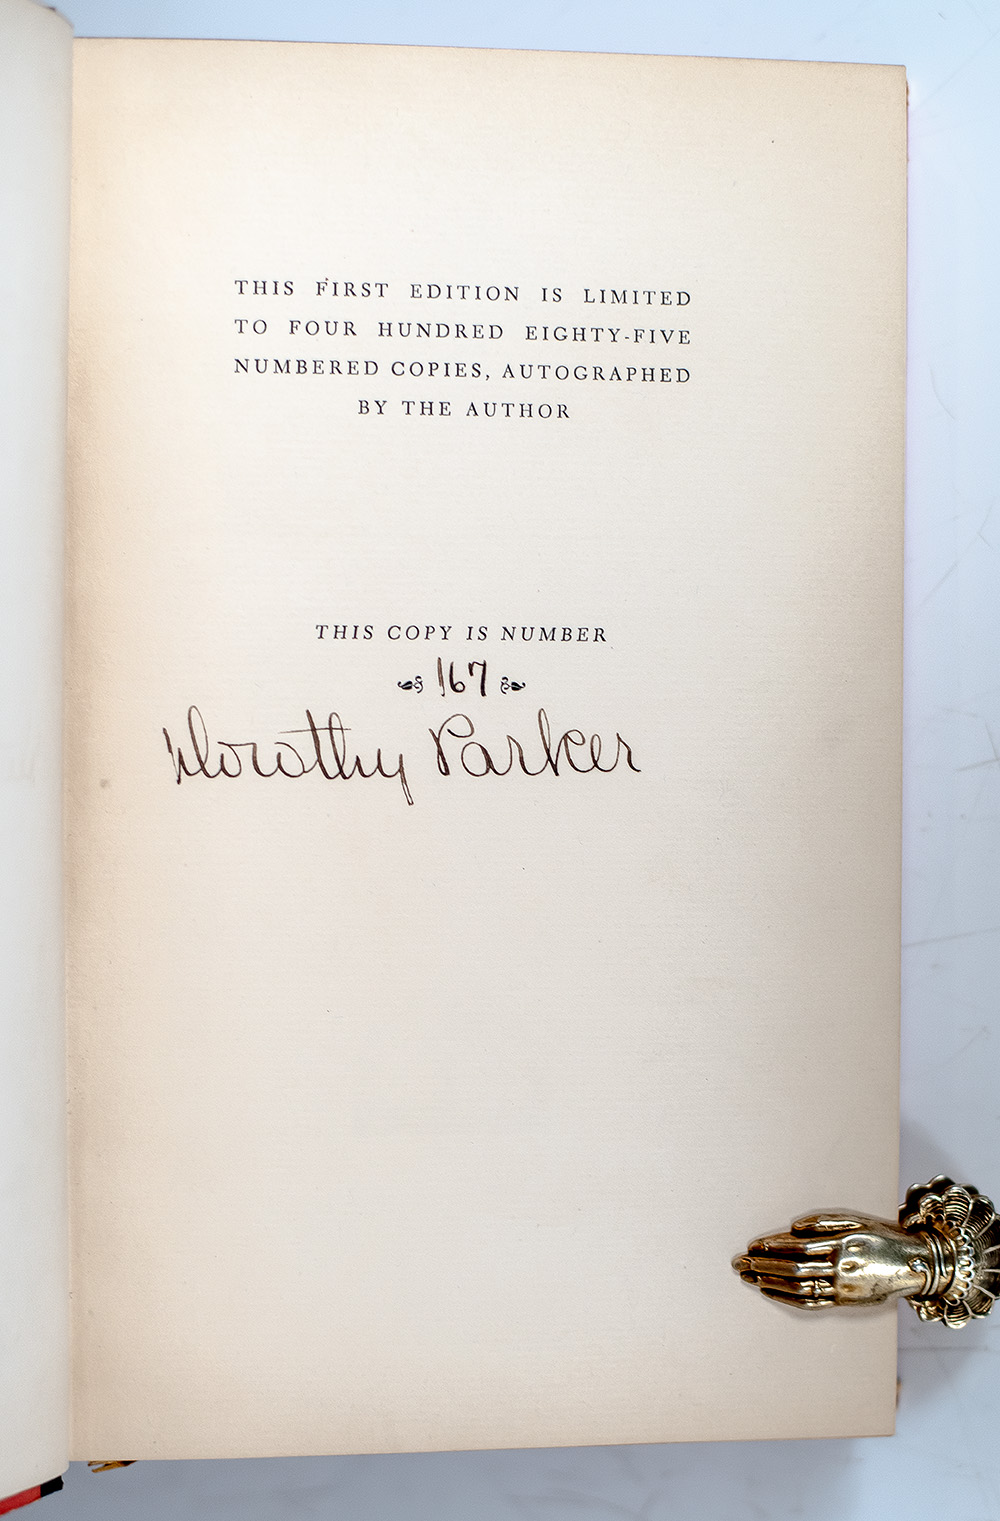 THIS FIRST EDITION IS LIMITED
TO FOUR HUNDRED EIGHTY-FIVE
NUMBERED COPIES, AUTOGRAPHED
BY THE AUTHOR
THIS COPY IS NUMBER
167
Dorothy Parker